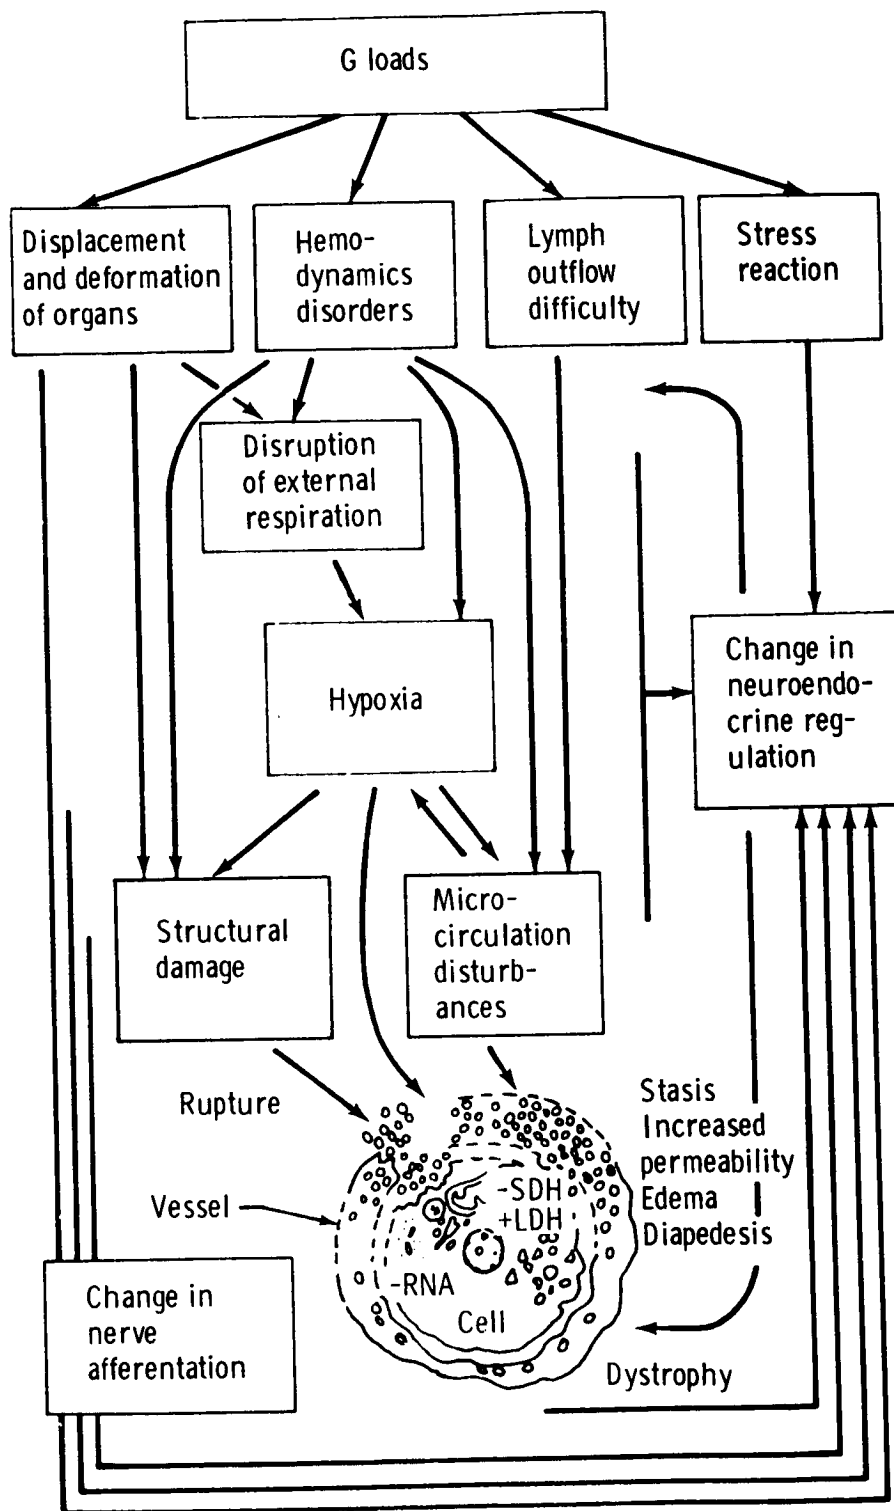 G loads
Displacement
and deformation
of organs
Hemo-
dynamics
disorders
Lymph
outflow
difficulty
Stress
reaction
Disruption
of external
respiration
Hypoxia
Change in
neuroendo-
crine reg-
ulation
Structural
damage
Micro-
circulation
disturb-
ances
Rupture
Stasis
Increased
permeability
Edema
Diapedesis
Vessel
-SDH
+LDH
-RNA
Cell
Change in
nerve
afferentation
Dystrophy